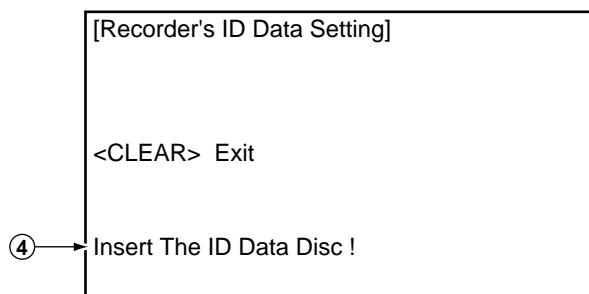 [Recorder's ID Data Setting]
<CLEAR>  Exit
④ Insert The ID Data Disc !